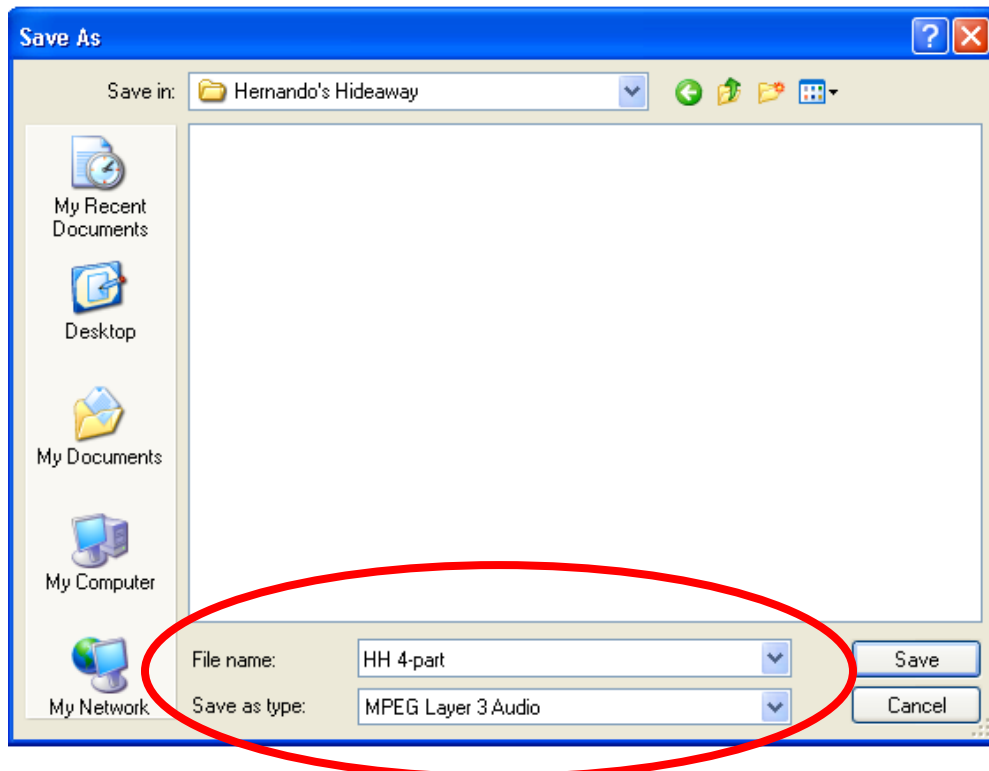 Save As
Save in:
Hernando's Hideaway
My Recent
Documents
Desktop
My Documents
My Computer
My Network
File name:
HH 4-part
Save
Save as type:
MPEG Layer 3 Audio
Cancel